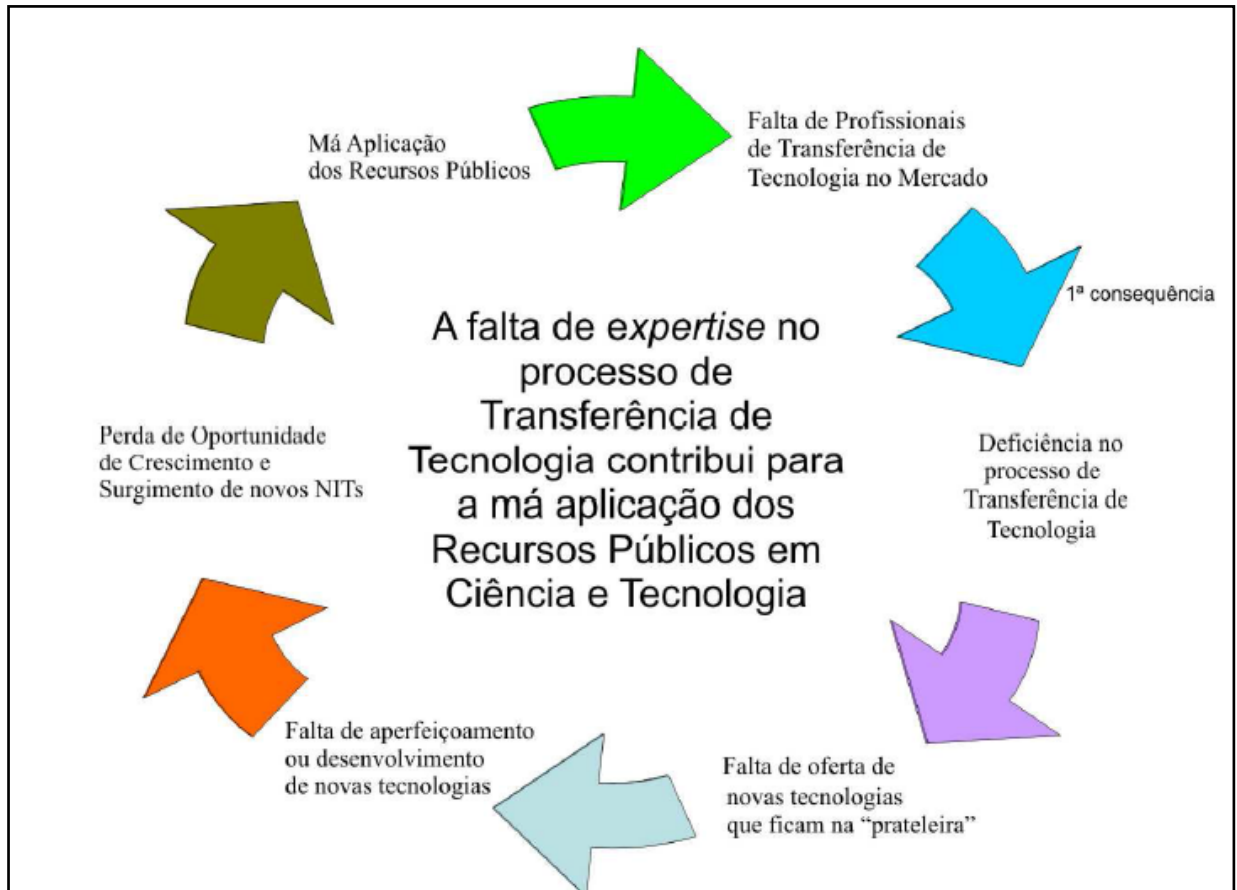 Má Aplicação
dos Recursos Públicos
Falta de Profissionais
de Transferência de
Tecnologia no Mercado
1ª consequência
Deficiência no
processo de
Transferência de
Tecnologia
Falta de oferta de
novas tecnologias
que ficam na “prateleira”
Falta de aperfeiçoamento
ou desenvolvimento
de novas tecnologias
Perda de Oportunidade
de Crescimento e
Surgimento de novos NITs
A falta de expertise no
processo de
Transferência de
Tecnologia contribui para
a má aplicação dos
Recursos Públicos em
Ciência e Tecnologia